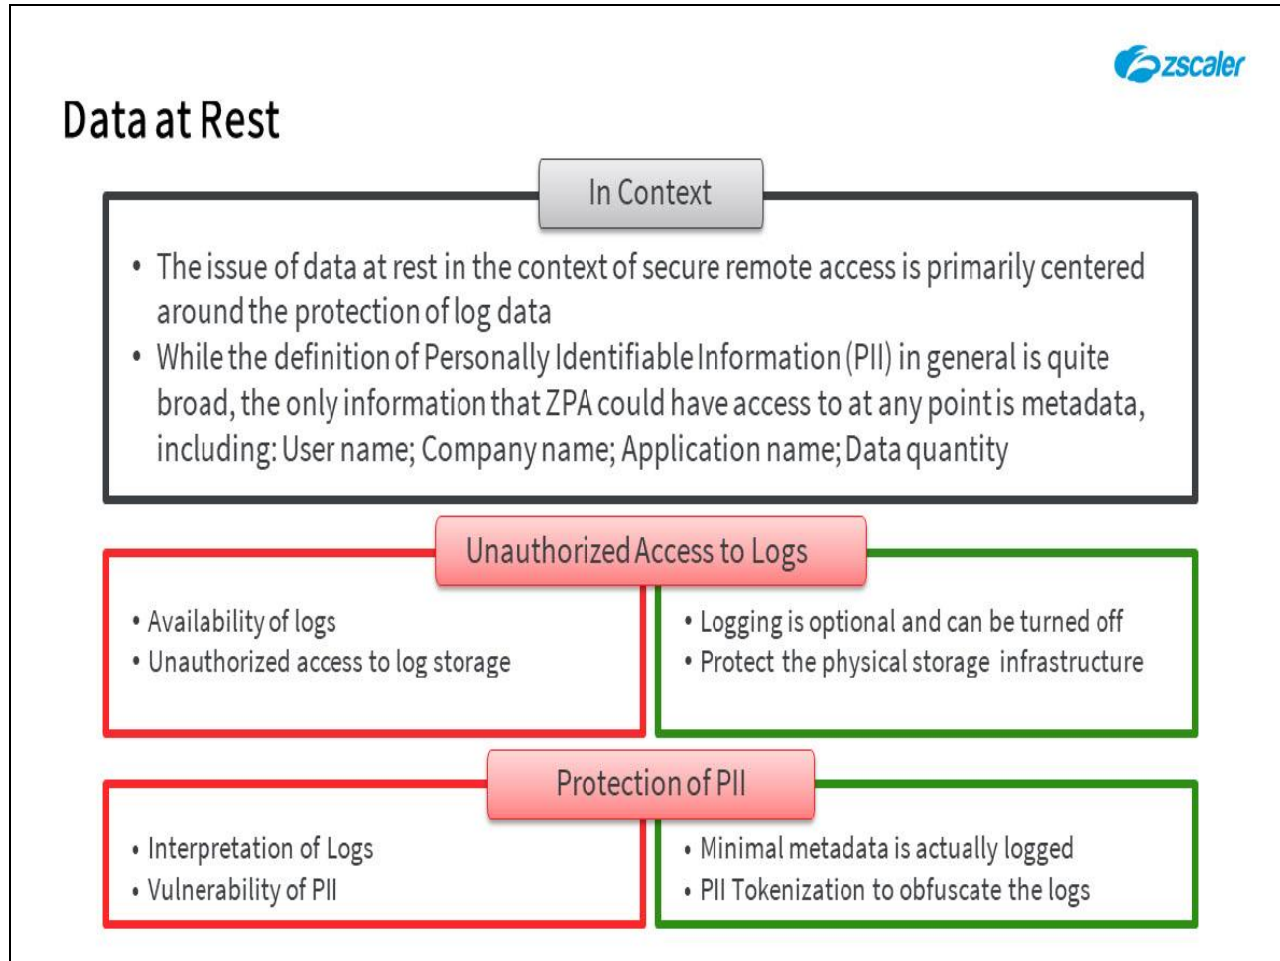 zscaler
Data at Rest
In Context
• The issue of data at rest in the context of secure remote access is primarily centered
around the protection of log data
• While the definition of Personally Identifiable Information (PII) in general is quite
broad, the only information that ZPA could have access to at any point is metadata,
including: User name; Company name; Application name; Data quantity
Unauthorized Access to Logs
• Availability of logs
• Unauthorized access to log storage
• Logging is optional and can be turned off
• Protect the physical storage infrastructure
Protection of PII
• Interpretation of Logs
• Vulnerability of PII
• Minimal metadata is actually logged
• PII Tokenization to obfuscate the logs